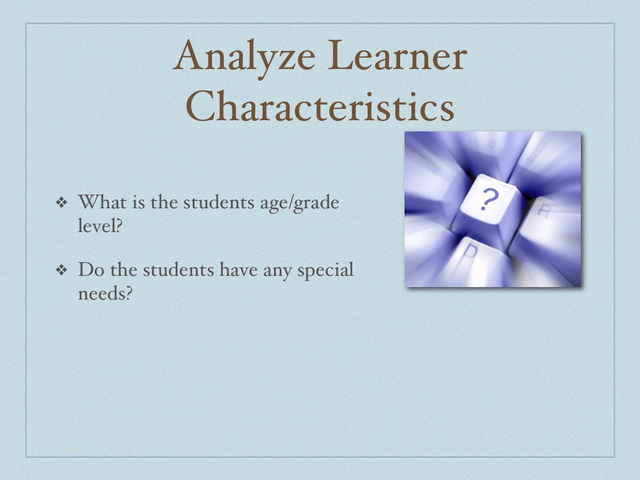 Analyze Learner
Characteristics
❖ What is the students age/grade
level?
❖ Do the students have any special
needs?
?
R
D